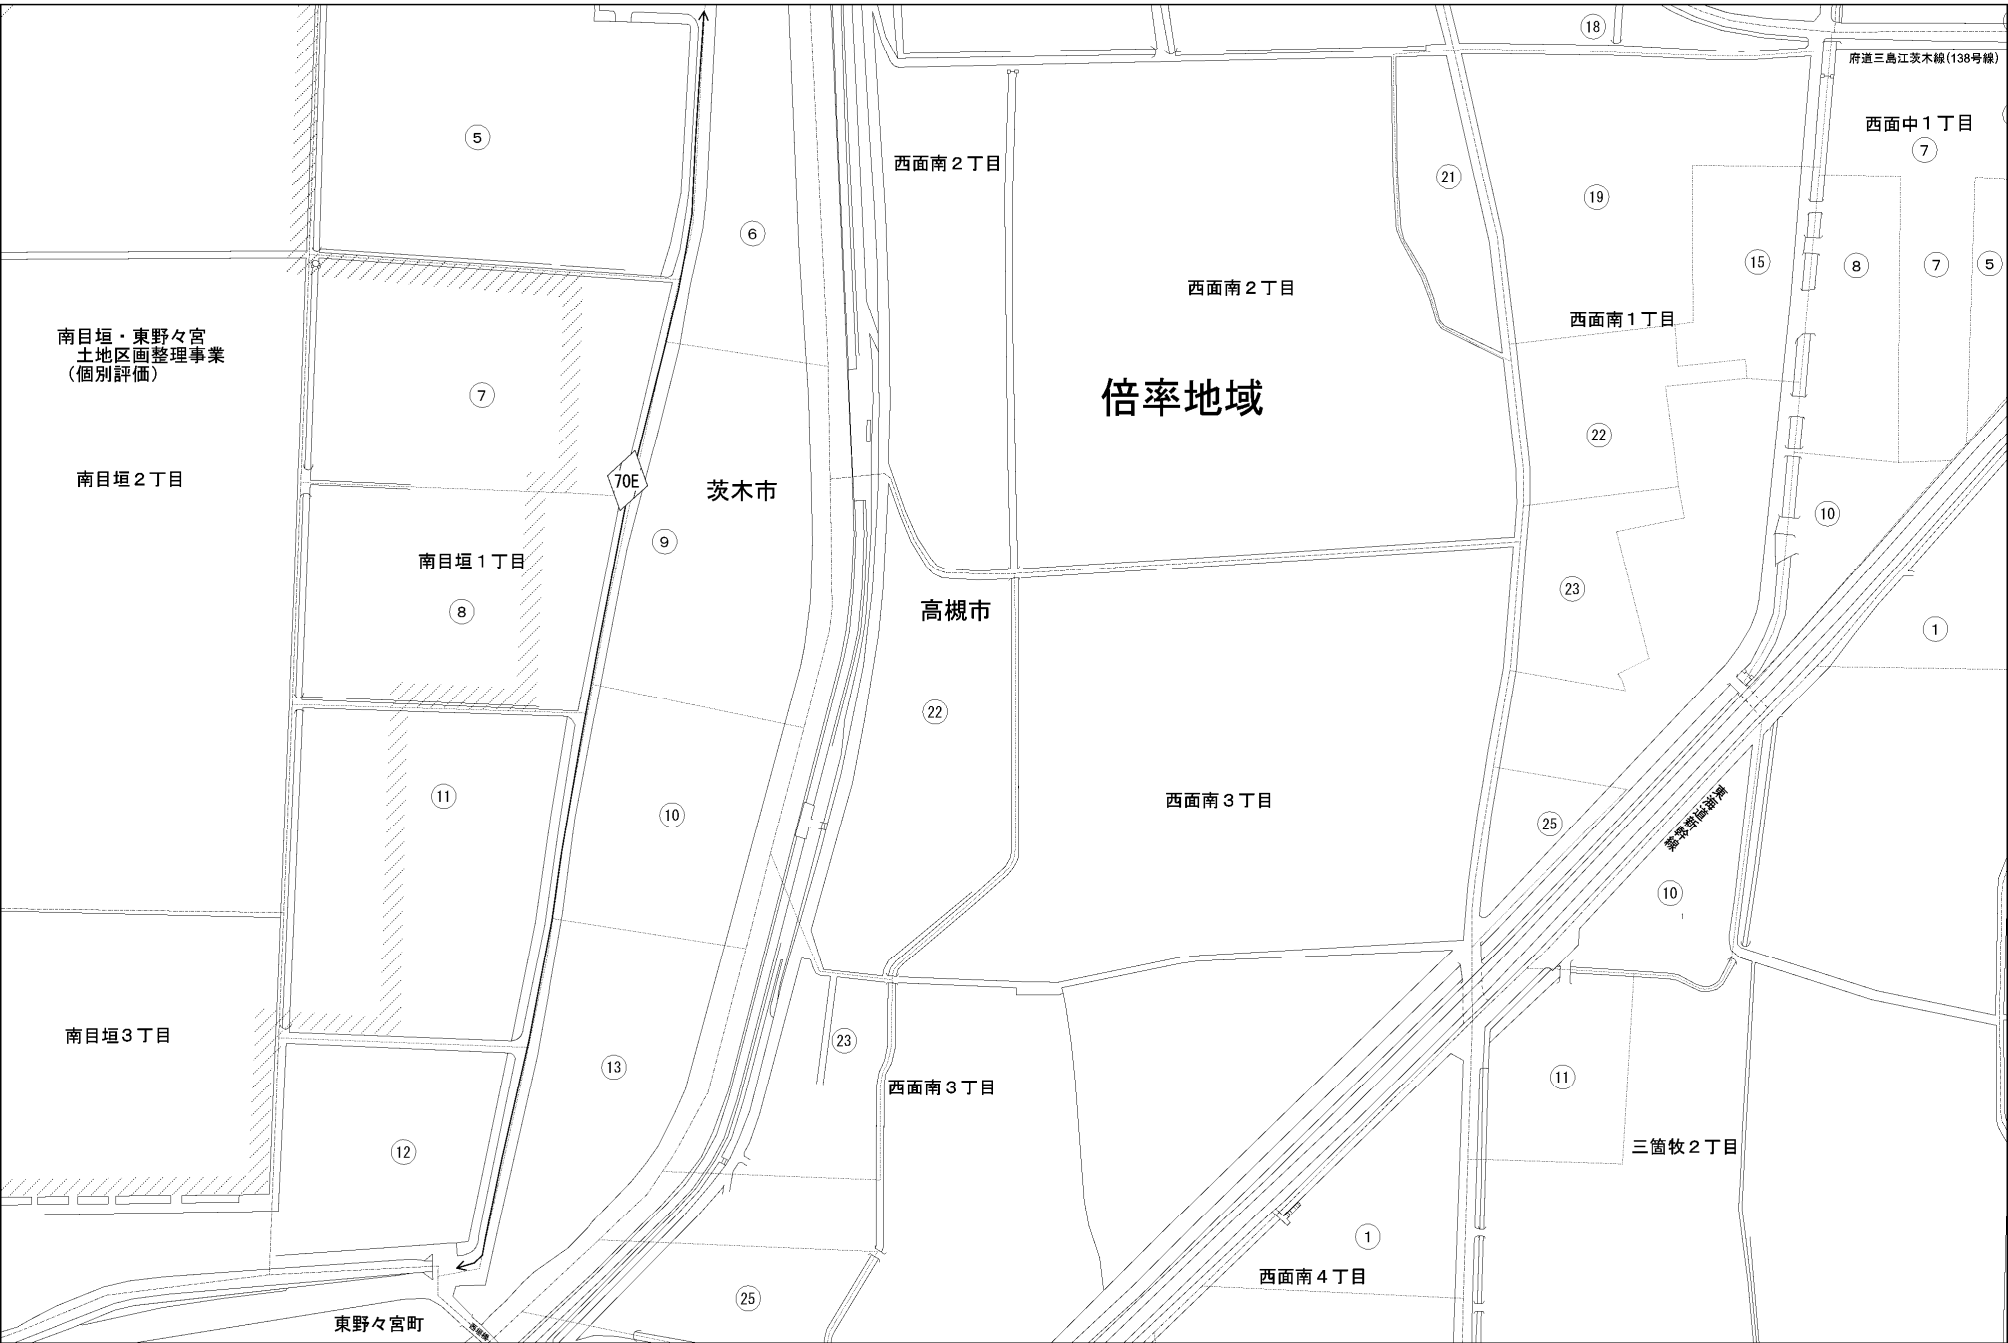 ⑱
府道三島江茨木線(138号線)
西面中1丁目
⑦
⑤
西面南2丁目
㉑
⑲
⑥
⑮
⑧
⑦
⑤
西面南2丁目
西面南1丁目
南目垣・東野々宮
土地区画整理事業
(個別評価)
⑦
倍率地域
㉒
南目垣2丁目
70E
茨木市
⑩
⑨
南目垣1丁目
㉓
⑧
高槻市
①
㉒
⑪
西面南3丁目
⑩
㉕
東海道新幹線
⑩
南目垣3丁目
㉓
⑬
西面南3丁目
⑪
⑫
三箇牧2丁目
①
西面南4丁目
㉕
東野々宮町